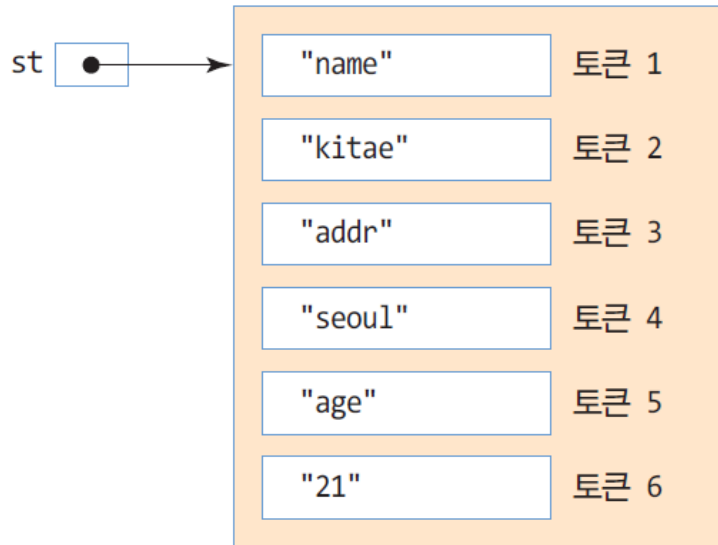 st "name" 토큰 1
"kitae" 토큰 2
"addr" 토큰 3
"seoul" 토큰 4
"age" 토큰 5
"21" 토큰 6